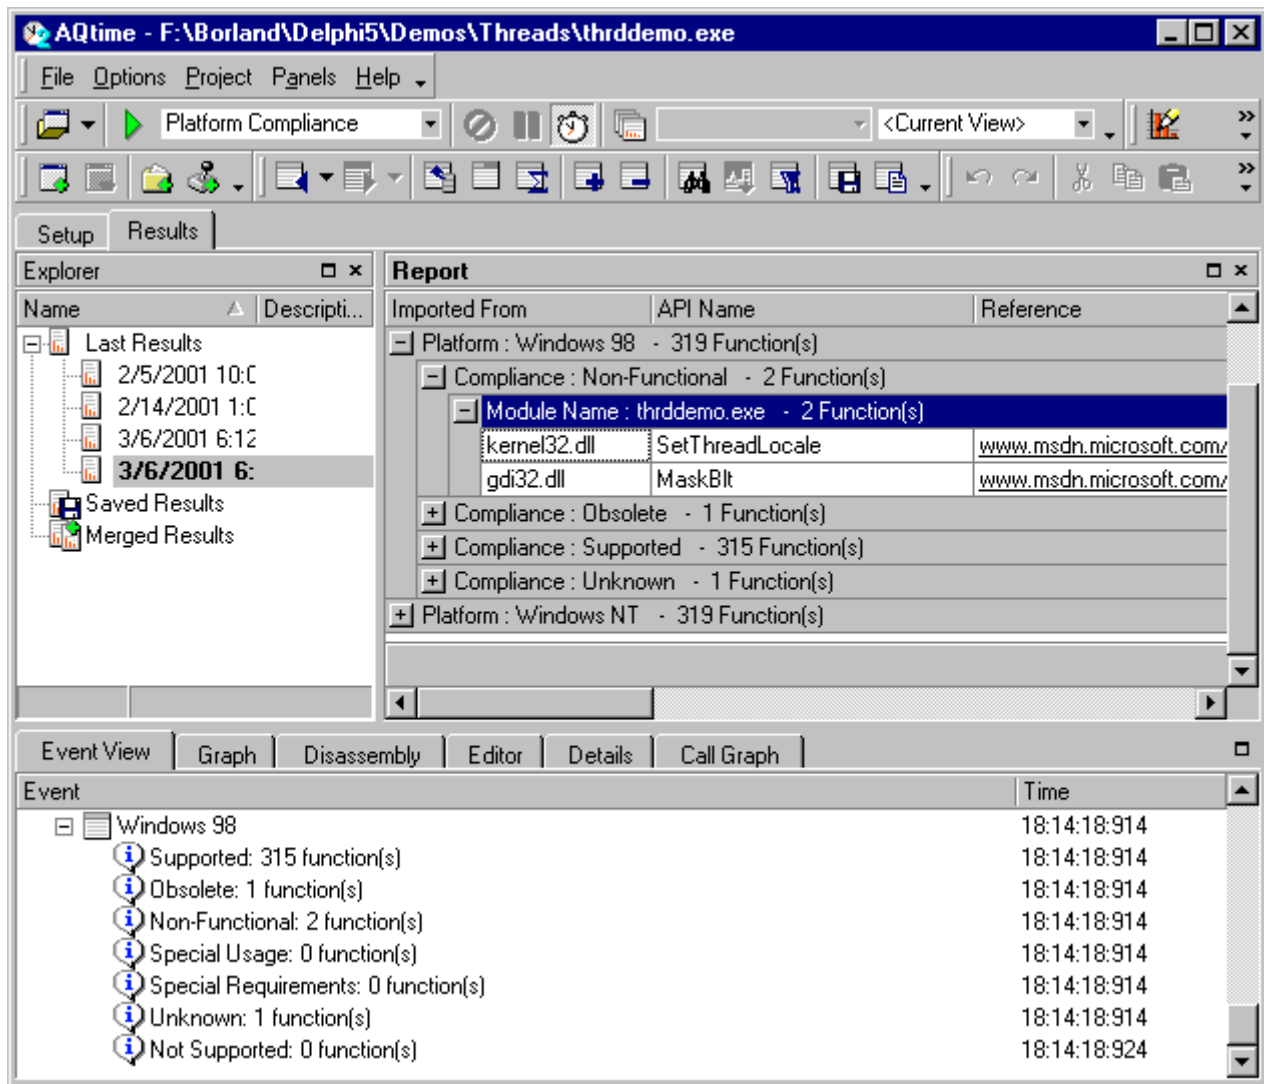 AQtime - F:\Borland\Delphi5\Demos\Threads\thrddemo.exe
File Options Project Panels Help
Platform Compliance <Current View>
Setup Results
Explorer
Name Descripti...
Last Results
2/5/2001 10:0
2/14/2001 1:0
3/6/2001 6:12
3/6/2001 6:
Saved Results
Merged Results
Report
Imported From API Name Reference
Platform : Windows 98 - 319 Function(s)
Compliance : Non-Functional - 2 Function(s)
Module Name : thrddemo.exe - 2 Function(s)
kernel32.dll SetThreadLocale www.msdn.microsoft.com/
gdi32.dll MaskBlt www.msdn.microsoft.com/
Compliance : Obsolete - 1 Function(s)
Compliance : Supported - 315 Function(s)
Compliance : Unknown - 1 Function(s)
Platform : Windows NT - 319 Function(s)
Event View Graph Disassembly Editor Details Call Graph
Event Time
Windows 98 18:14:18:914
Supported: 315 function(s) 18:14:18:914
Obsolete: 1 function(s) 18:14:18:914
Non-Functional: 2 function(s) 18:14:18:914
Special Usage: 0 function(s) 18:14:18:914
Special Requirements: 0 function(s) 18:14:18:914
Unknown: 1 function(s) 18:14:18:914
Not Supported: 0 function(s) 18:14:18:924